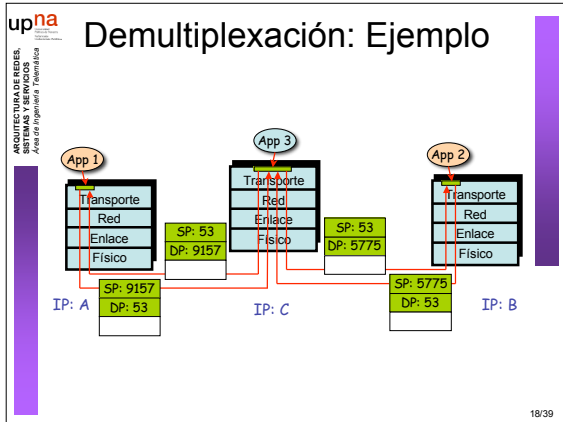 upna
Demultiplexación: Ejemplo
ARQUITECTURA DE REDES,
SISTEMAS Y SERVICIOS
Área de Ingeniería Telemática
App 1
App 3
App 2
Transporte
Red
Enlace
Físico
Transporte
Red
Enlace
Físico
Transporte
Red
Enlace
Físico
SP: 53
DP: 9157
SP: 53
DP: 5775
SP: 9157
DP: 53
SP: 5775
DP: 53
IP: A
IP: C
IP: B
18/39